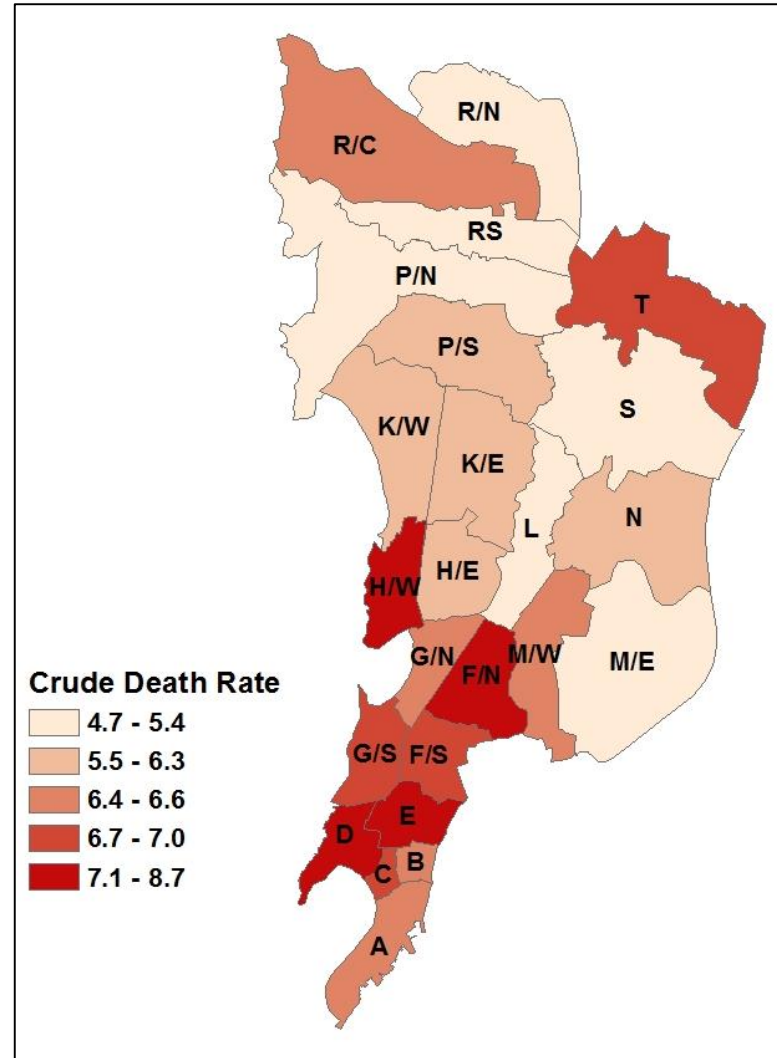 R/N
R/C
RS
P/N
T
P/S
S
K/W
K/E
N
L
H/W
H/E
G/N
M/W
M/E
F/N
Crude Death Rate
4.7 - 5.4
5.5 - 6.3
6.4 - 6.6
6.7 - 7.0
7.1 - 8.7
G/S
F/S
E
D
B
C
A